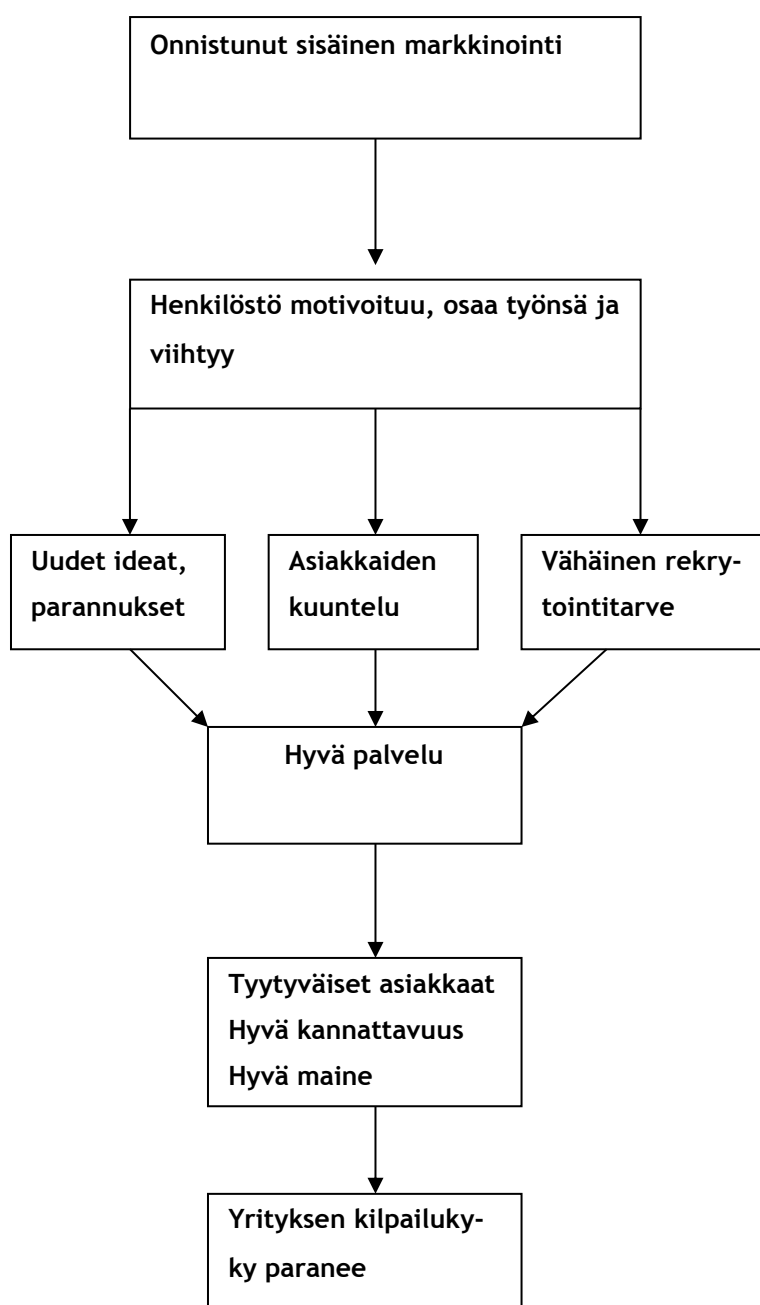 Onnistunut sisäinen markkinointi
Henkilöstö motivoituu, osaa työnsä ja
viihtyy
Uudet ideat,
parannukset
Asiakkaiden
kuuntelu
Vähäinen rekry-
tointitarve
Hyvä palvelu
Tyytyväiset asiakkaat
Hyvä kannattavuus
Hyvä maine
Yrityksen kilpailuky-
ky paranee